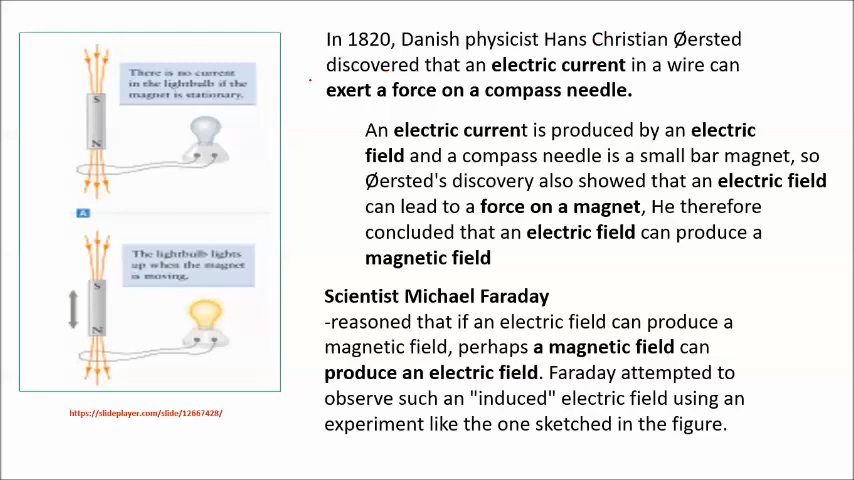 There is no current
in the lightbulb if the
magnet is stationary.
S
N
A
The lightbulb lights
up when the magnet
is moving.
S
N
https://slideplayer.com/slide/12667428/
In 1820, Danish physicist Hans Christian Øersted
discovered that an electric current in a wire can
exert a force on a compass needle.
An electric current is produced by an electric
field and a compass needle is a small bar magnet, so
Øersted's discovery also showed that an electric field
can lead to a force on a magnet, He therefore
concluded that an electric field can produce a
magnetic field
Scientist Michael Faraday
-reasoned that if an electric field can produce a
magnetic field, perhaps a magnetic field can
produce an electric field. Faraday attempted to
observe such an "induced" electric field using an
experiment like the one sketched in the figure.